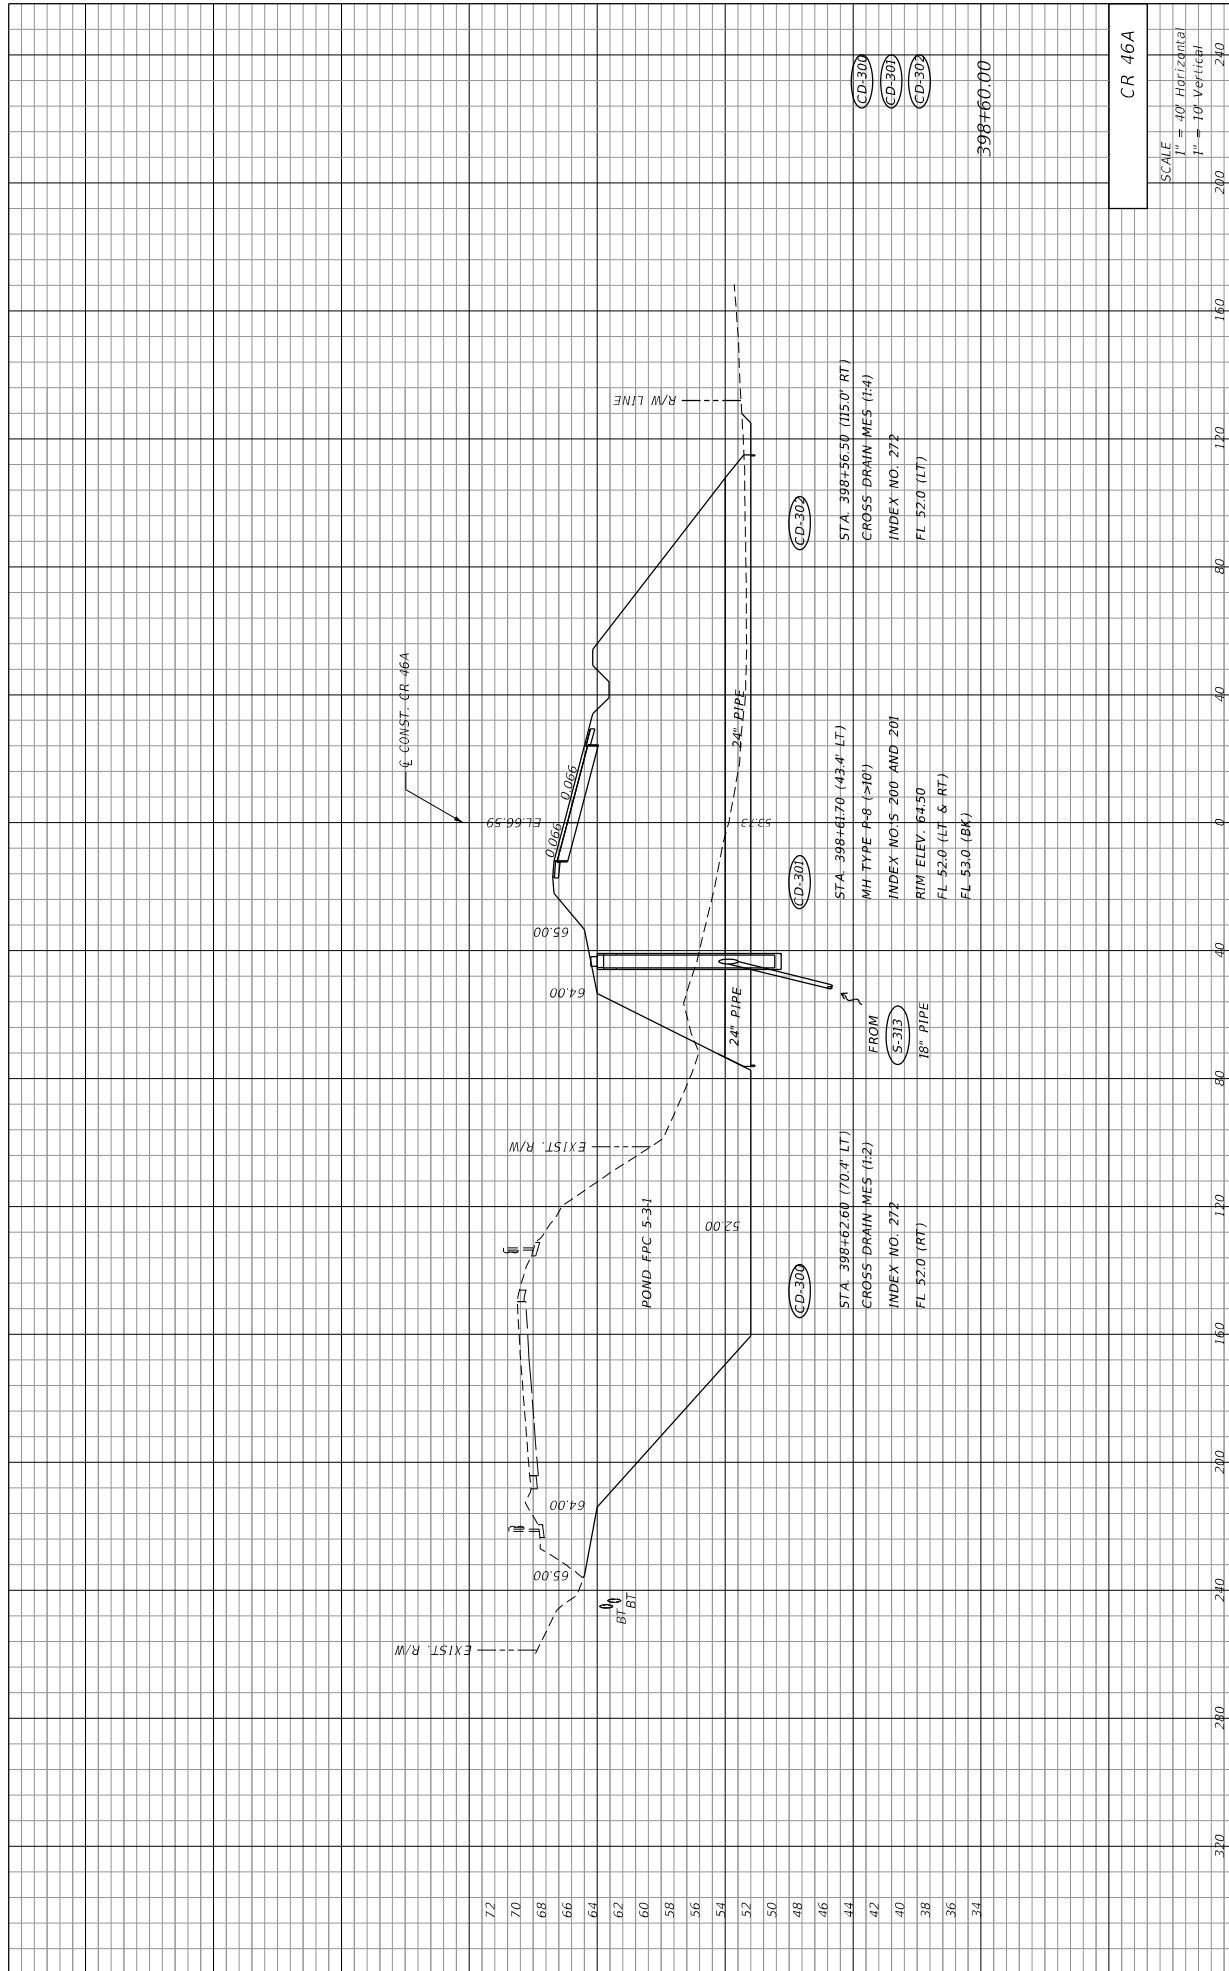 ℄ CONST. CR 46A
EL.66.59
0.066
0.066
53.73
65.00
64.00
EXIST. R/W
R/W LINE
24" PIPE
24" PIPE
FROM
S-313
18" PIPE
POND FPC 5-3-1
52.00
64.00
65.00
BT
BT
EXIST. R/W
CD-300
STA. 398+62.60 (70.4' LT)
CROSS DRAIN MES (1:2)
INDEX NO. 272
FL 52.0 (RT)
CD-301
STA. 398+61.70 (43.4' LT)
MH TYPE P-8 (>10')
INDEX NO.'S 200 AND 201
RIM ELEV. 64.50
FL 52.0 (LT & RT)
FL 53.0 (BK)
CD-302
STA. 398+56.50 (115.0' RT)
CROSS DRAIN MES (1:4)
INDEX NO. 272
FL 52.0 (LT)
CD-300
CD-301
CD-302
398+60.00
72
70
68
66
64
62
60
58
56
54
52
50
48
46
44
42
40
38
36
34
CR 46A
SCALE
1" = 40' Horizontal
1" = 10' Vertical
320 280 240 200 160 120 80 40 0 40 80 120 160 200 240